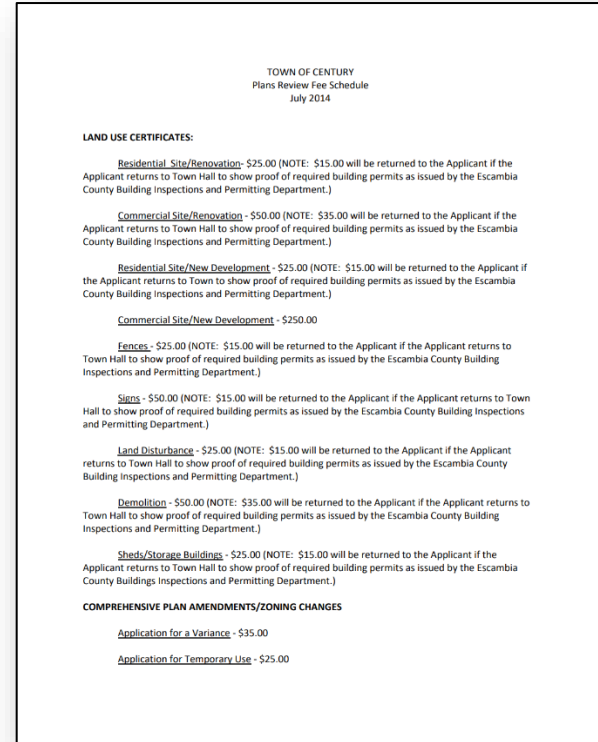 TOWN OF CENTURY
Plans Review Fee Schedule
July 2014
LAND USE CERTIFICATES:
Residential Site/Renovation- $25.00 (NOTE: $15.00 will be returned to the Applicant if the
Applicant returns to Town Hall to show proof of required building permits as issued by the Escambia
County Building Inspections and Permitting Department.)
Commercial Site/Renovation - $50.00 (NOTE: $35.00 will be returned to the Applicant if the
Applicant returns to Town Hall to show proof of required building permits as issued by the Escambia
County Building Inspections and Permitting Department.)
Residential Site/New Development - $25.00 (NOTE: $15.00 will be returned to the Applicant if
the Applicant returns to Town to show proof of required building permits as issued by the Escambia
County Building Inspections and Permitting Department.)
Commercial Site/New Development - $250.00
Fences - $25.00 (NOTE: $15.00 will be returned to the Applicant if the Applicant returns to
Town Hall to show proof of required building permits as issued by the Escambia County Building
Inspections and Permitting Department.)
Signs - $50.00 (NOTE: $15.00 will be returned to the Applicant if the Applicant returns to Town
Hall to show proof of required building permits as issued by the Escambia County Building Inspections
and Permitting Department.)
Land Disturbance - $25.00 (NOTE: $15.00 will be returned to the Applicant if the Applicant
returns to Town Hall to show proof of required building permits as issued by the Escambia County
Building Inspections and Permitting Department.)
Demolition - $50.00 (NOTE: $35.00 will be returned to the Applicant if the Applicant returns to
Town Hall to show proof of required building permits as issued by the Escambia County Building
Inspections and Permitting Department.)
Sheds/Storage Buildings - $25.00 (NOTE: $15.00 will be returned to the Applicant if the
Applicant returns to Town Hall to show proof of required building permits as issued by the Escambia
County Buildings Inspections and Permitting Department.)
COMPREHENSIVE PLAN AMENDMENTS/ZONING CHANGES
Application for a Variance - $35.00
Application for Temporary Use - $25.00